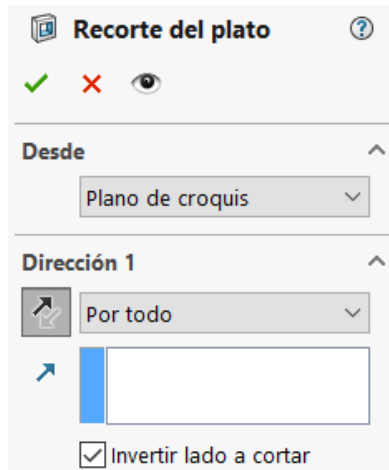 Recorte del plato
Desde
Plano de croquis
Dirección 1
Por todo
Invertir lado a cortar